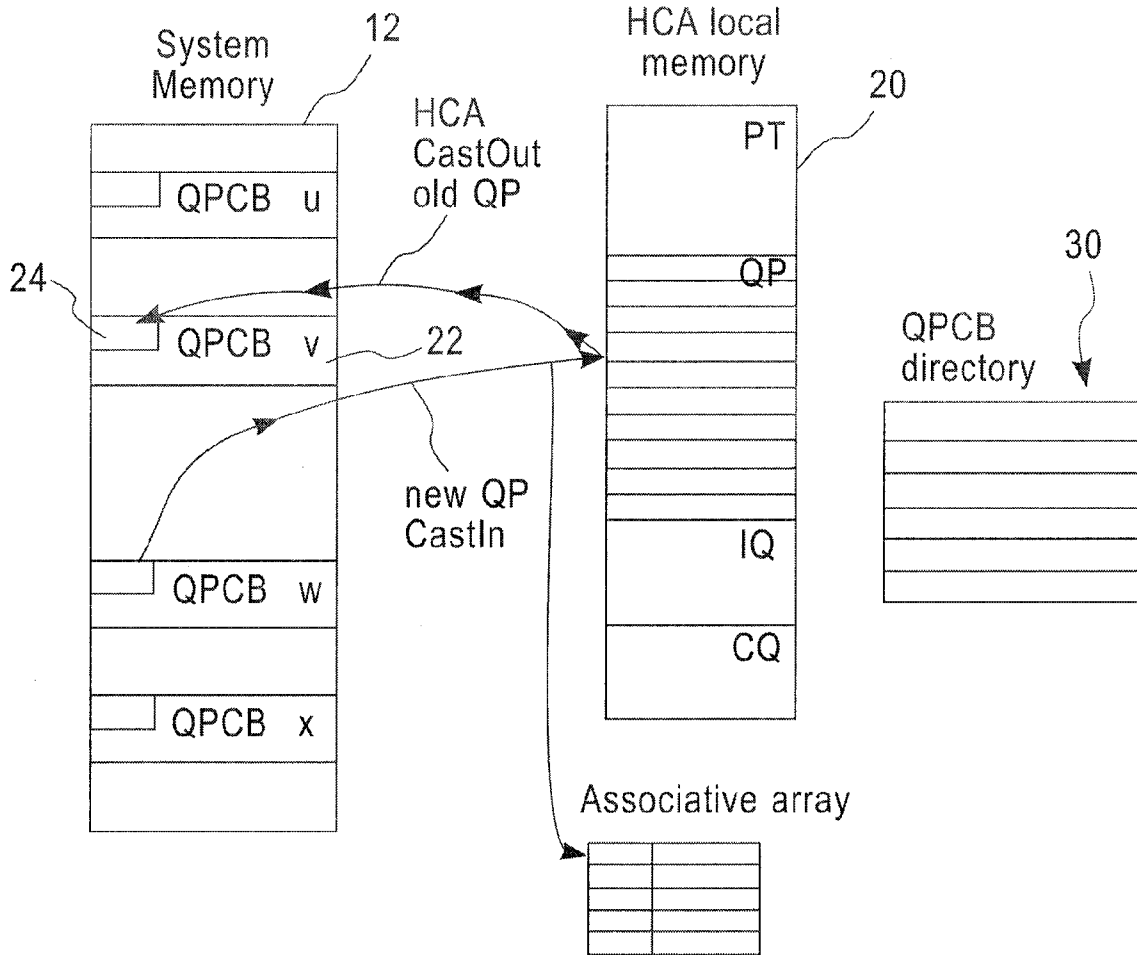 System
Memory
12
QPCB u
24
QPCB v
22
QPCB w
QPCB x
HCA
CastOut
old QP
new QP
CastIn
HCA local
memory
20
PT
QP
IQ
CQ
30
QPCB
directory
Associative array